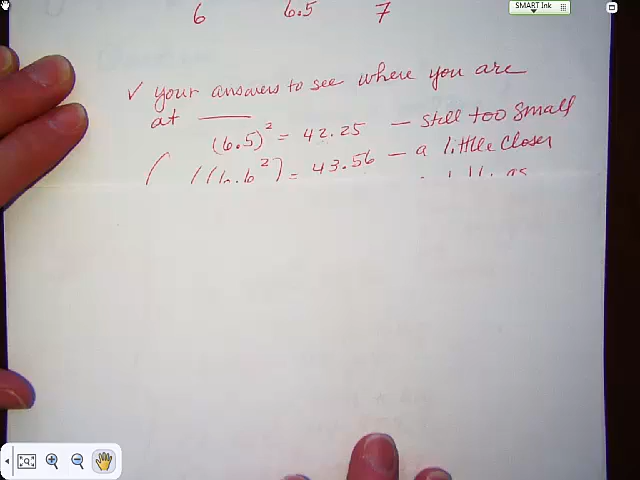 SMART Ink
6 6.5 7
✓ your answers to see where you are
at ____
(6.5)² = 42.25 — still too small
((6.6²) = 43.56 — a little closer